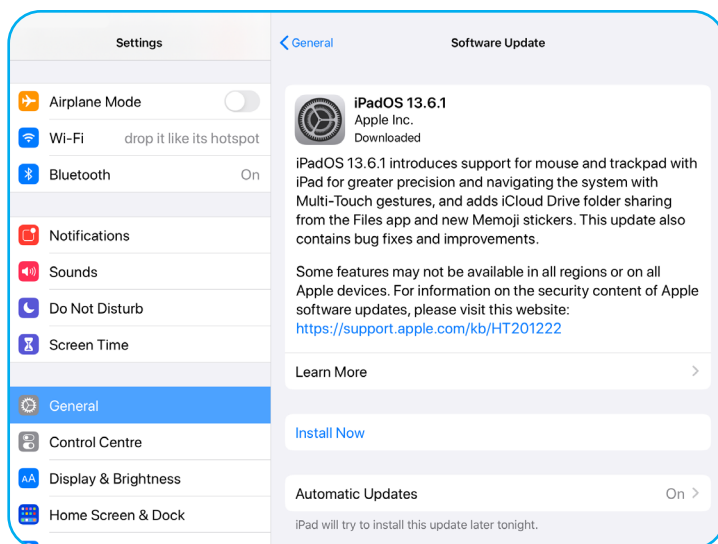 Settings
Airplane Mode
Wi-Fi drop it like its hotspot
Bluetooth On
Notifications
Sounds
Do Not Disturb
Screen Time
General
Control Centre
AA Display & Brightness
Home Screen & Dock
General Software Update
iPadOS 13.6.1
Apple Inc.
Downloaded
iPadOS 13.6.1 introduces support for mouse and trackpad with
iPad for greater precision and navigating the system with
Multi-Touch gestures, and adds iCloud Drive folder sharing
from the Files app and new Memoji stickers. This update also
contains bug fixes and improvements.
Some features may not be available in all regions or on all
Apple devices. For information on the security content of Apple
software updates, please visit this website:
https://support.apple.com/kb/HT201222
Learn More
Install Now
Automatic Updates On
iPad will try to install this update later tonight.